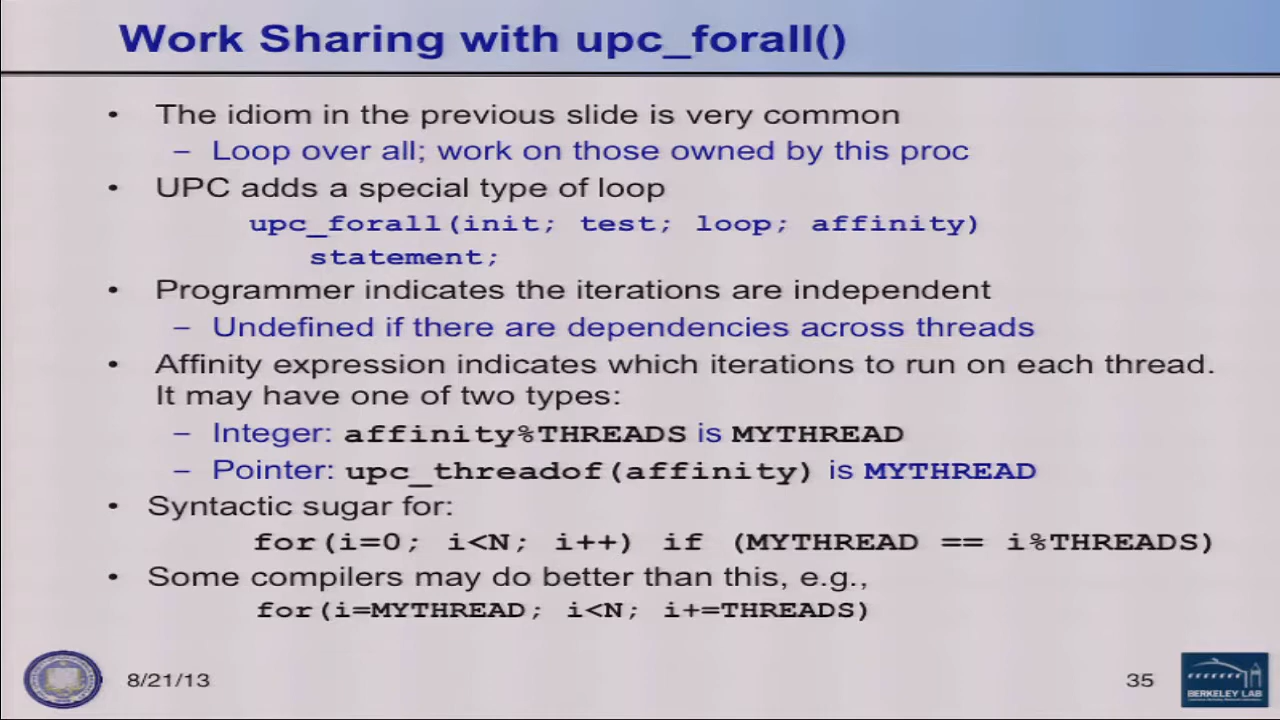 Work Sharing with upc_forall()
• The idiom in the previous slide is very common
– Loop over all; work on those owned by this proc
• UPC adds a special type of loop
upc_forall(init; test; loop; affinity)
statement;
• Programmer indicates the iterations are independent
– Undefined if there are dependencies across threads
• Affinity expression indicates which iterations to run on each thread.
It may have one of two types:
– Integer: affinity%THREADS is MYTHREAD
– Pointer: upc_threadof(affinity) is MYTHREAD
• Syntactic sugar for:
for(i=0; i<N; i++) if (MYTHREAD == i%THREADS)
• Some compilers may do better than this, e.g.,
for(i=MYTHREAD; i<N; i+=THREADS)
8/21/13
35
BERKELEY LAB